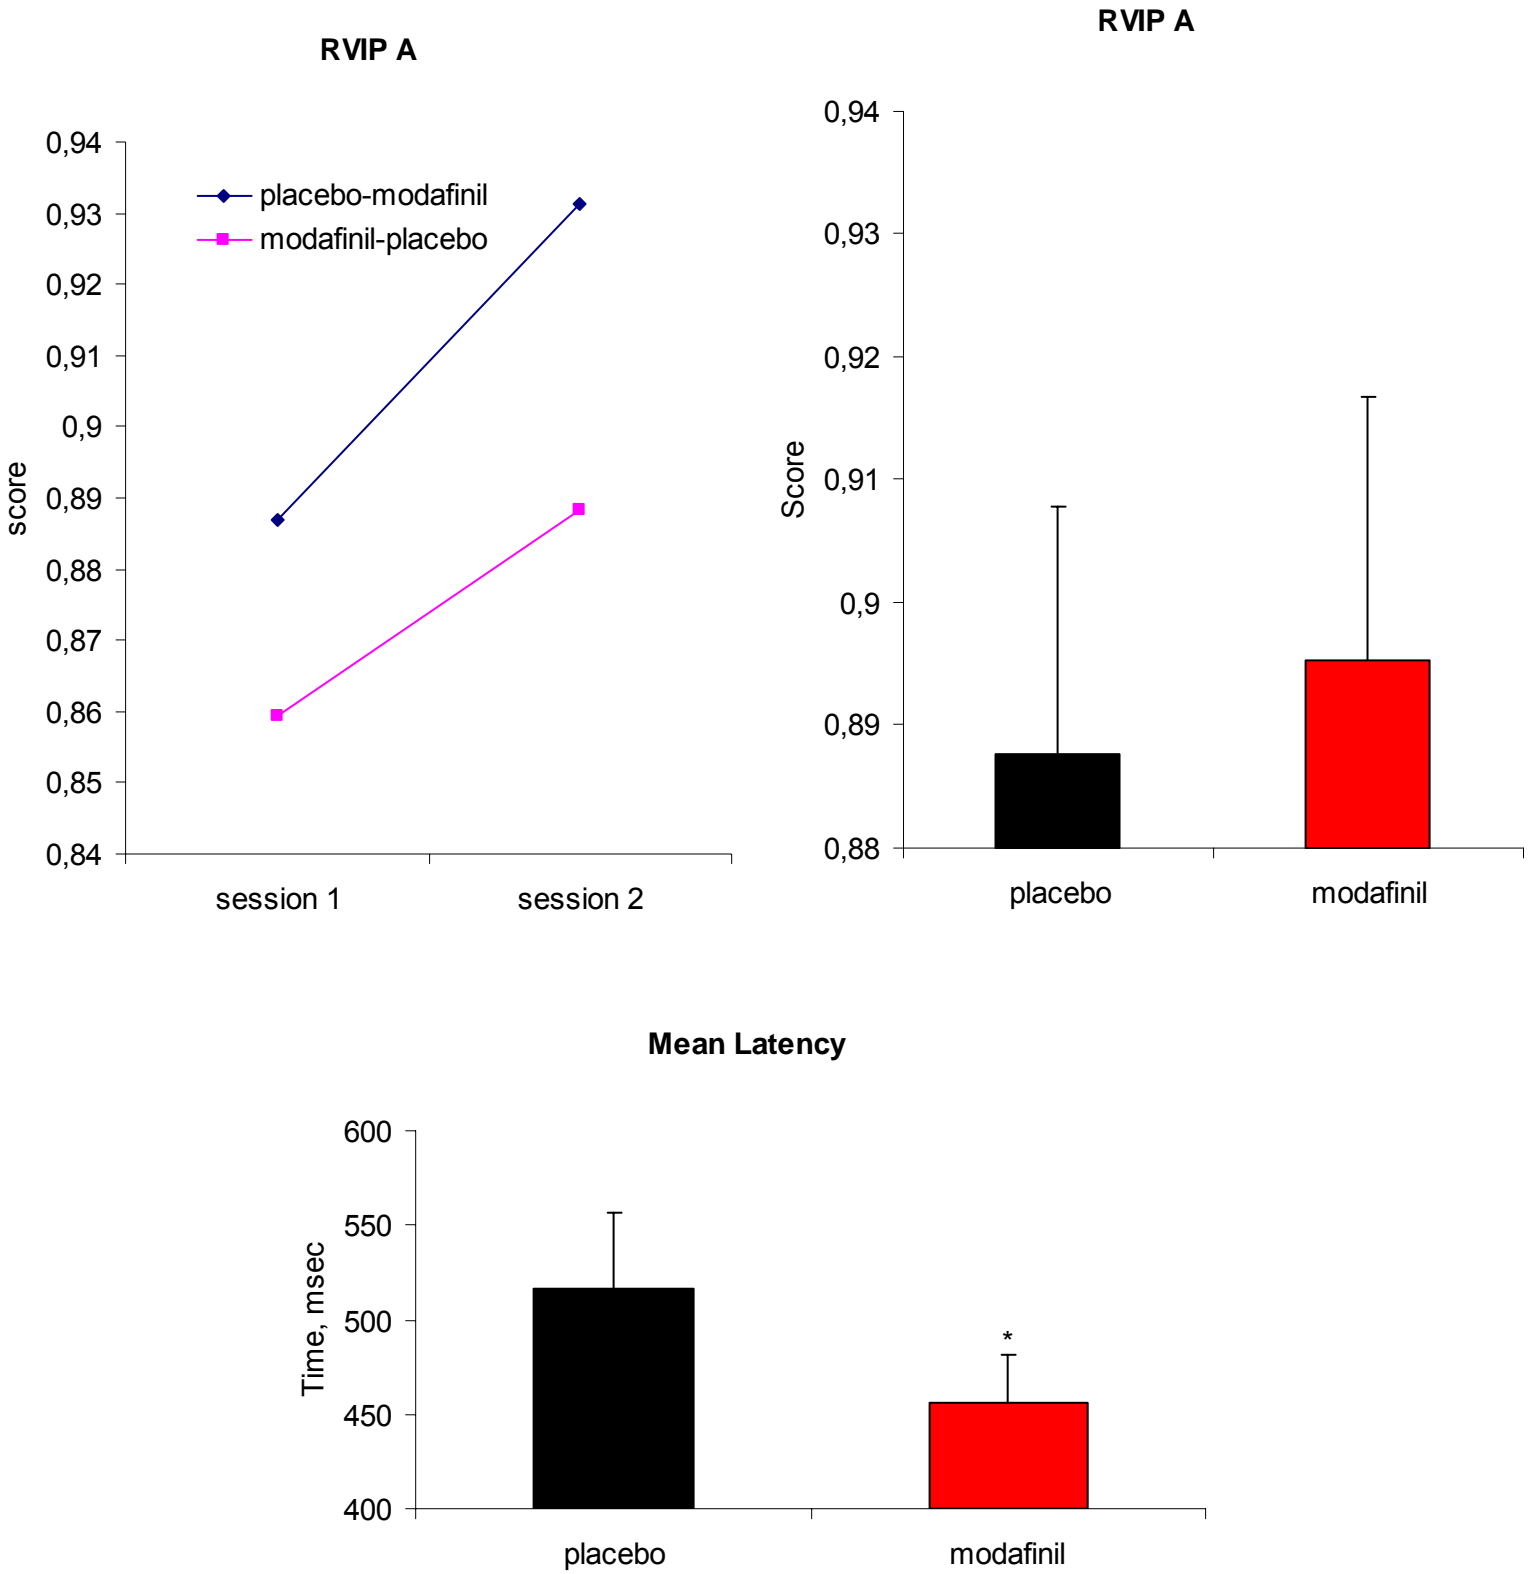 RVIP A
0,94
0,93
0,92
0,91
0,9
0,89
0,88
0,87
0,86
0,85
0,84
score
placebo-modafinil
modafinil-placebo
session 1
session 2
RVIP A
0,94
0,93
0,92
0,91
0,9
0,89
0,88
Score
placebo
modafinil
Mean Latency
600
550
500
450
400
Time, msec
*
placebo
modafinil